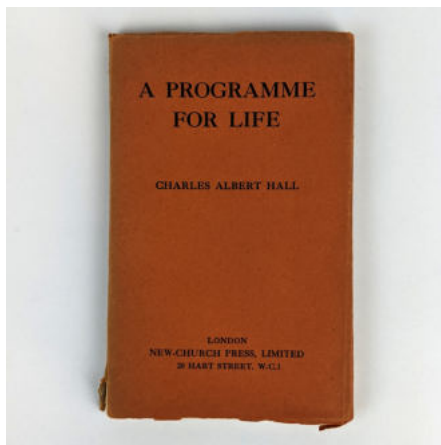 A PROGRAMME
FOR LIFE
CHARLES ALBERT HALL
LONDON
NEW-CHURCH PRESS, LIMITED
20 HART STREET, W.C.1